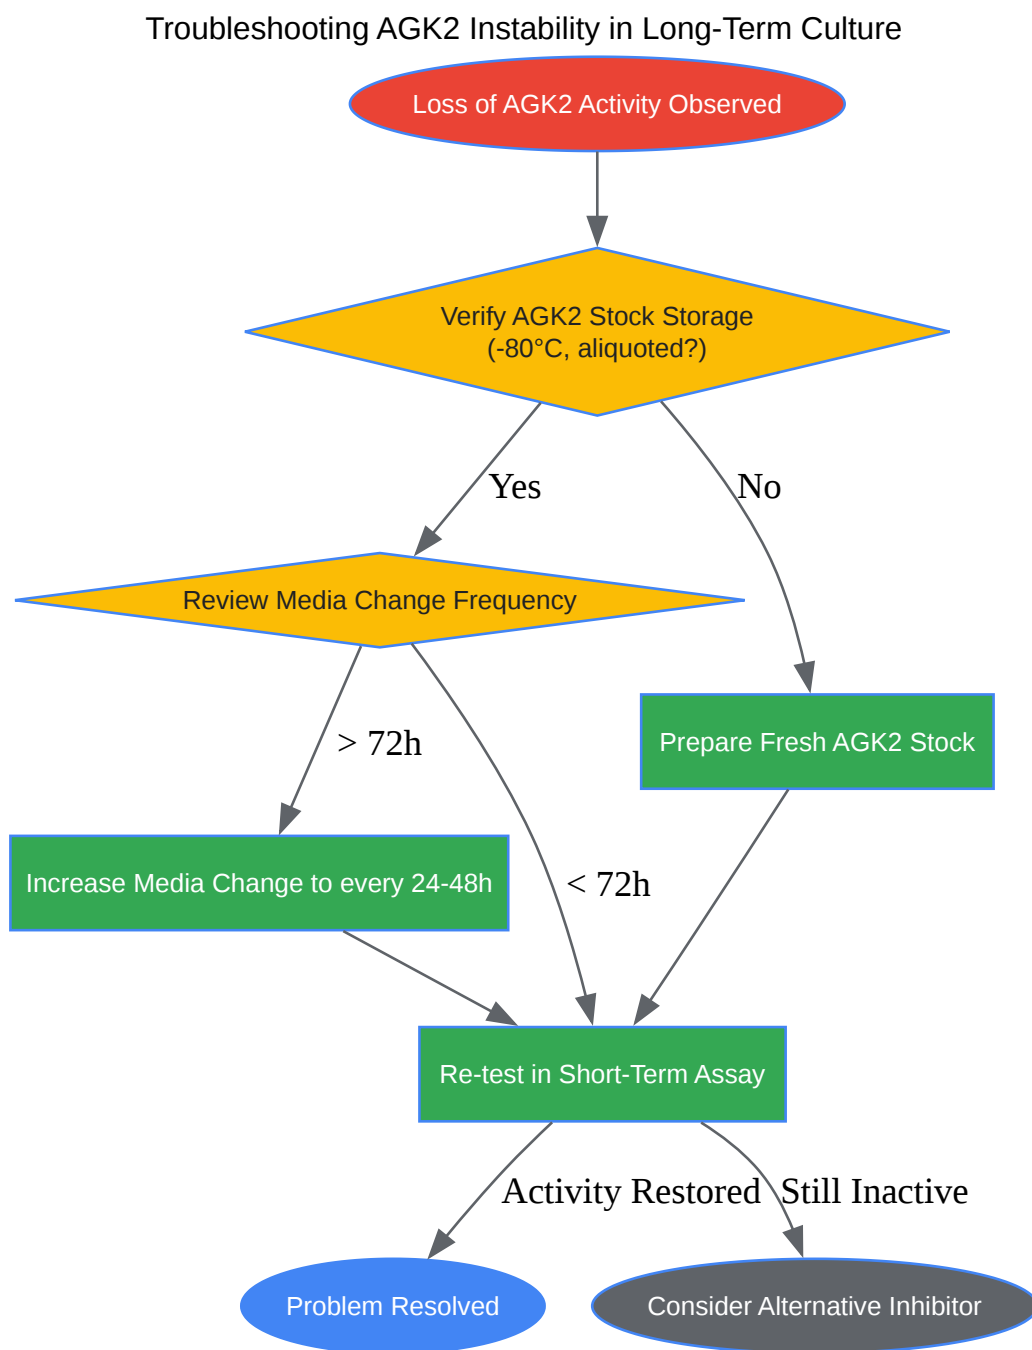 Troubleshooting AGK2 Instability in Long-Term Culture
Loss of AGK2 Activity Observed
Verify AGK2 Stock Storage
(-80°C, aliquoted?)
Yes
No
Review Media Change Frequency
> 72h
Prepare Fresh AGK2 Stock
Increase Media Change to every 24-48h
< 72h
Re-test in Short-Term Assay
Activity Restored
Still Inactive
Problem Resolved
Consider Alternative Inhibitor